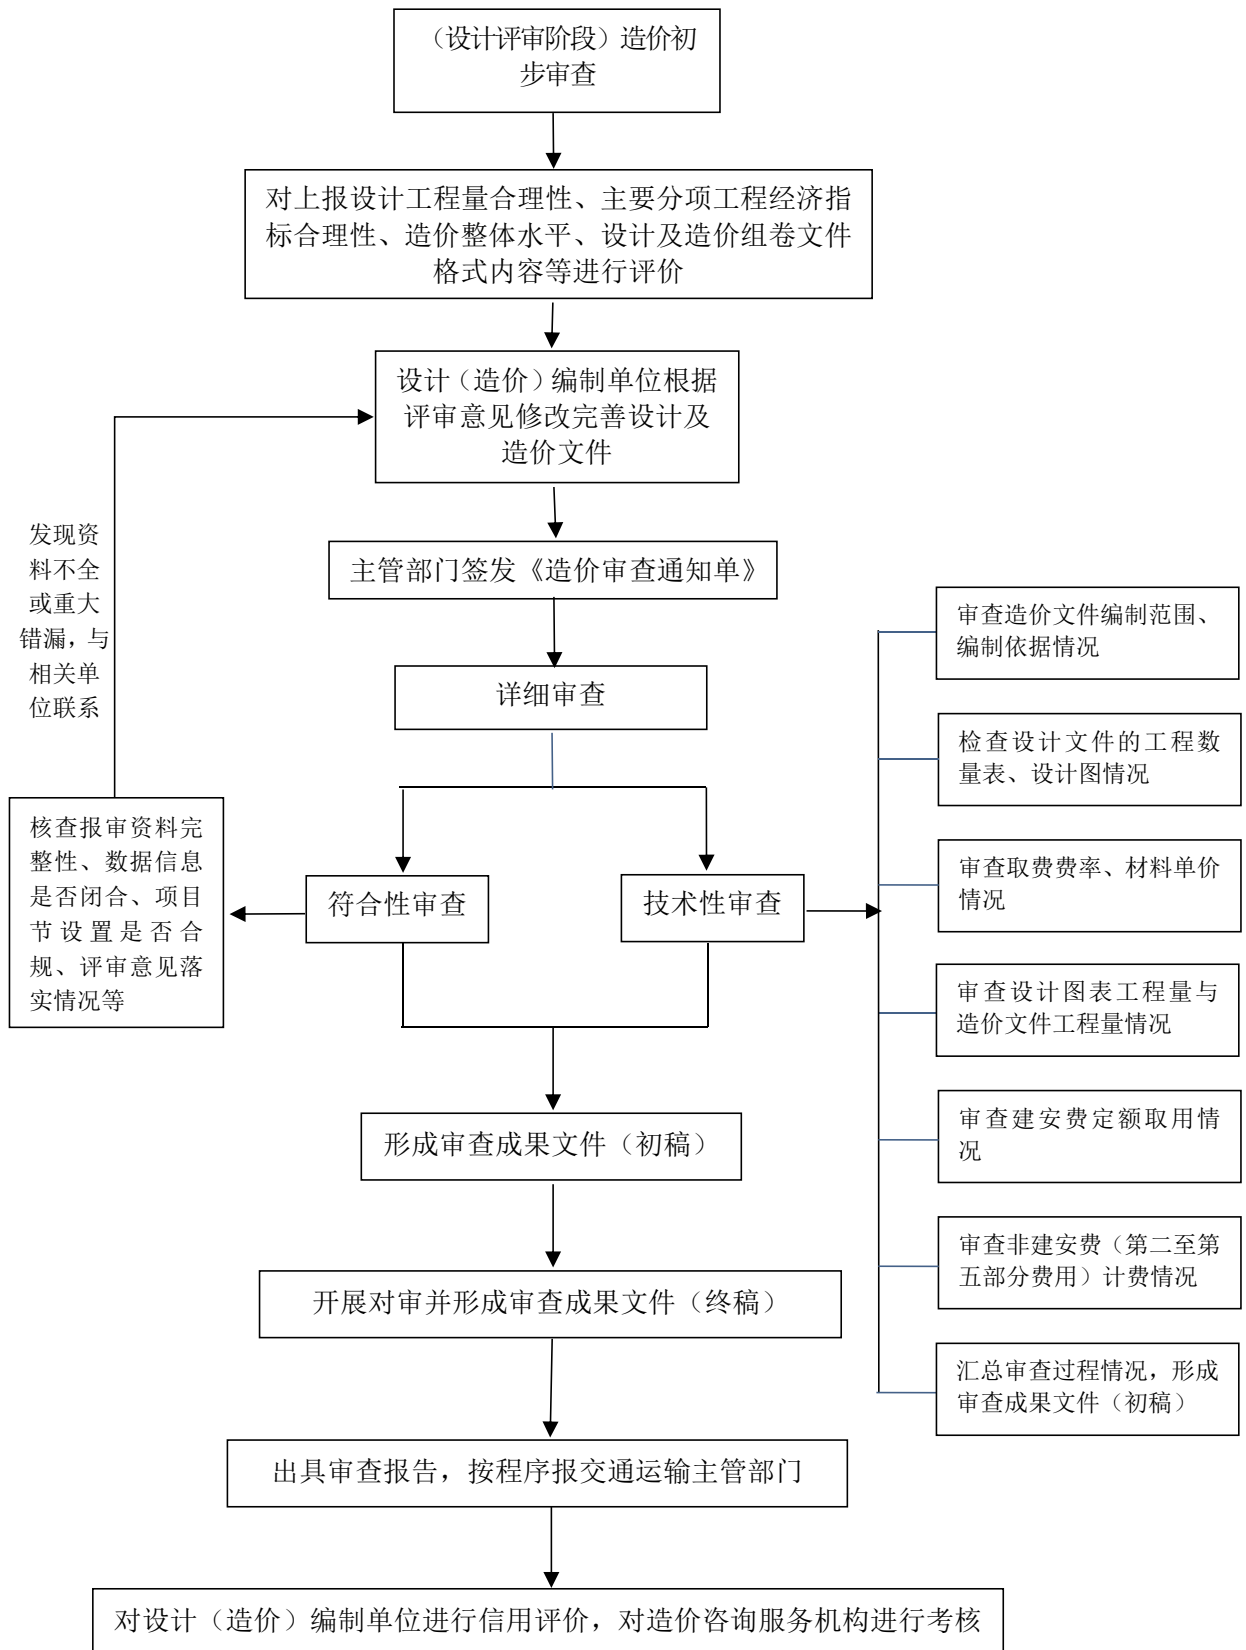 （设计评审阶段）造价初
步审查
对上报设计工程量合理性、主要分项工程经济指
标合理性、造价整体水平、设计及造价组卷文件
格式内容等进行评价
设计（造价）编制单位根据
评审意见修改完善设计及
造价文件
发现资
料不全
或重大
错漏，与
相关单
位联系
主管部门签发《造价审查通知单》
详细审查
核查报审资料完
整性、数据信息
是否闭合、项目
节设置是否合
规、评审意见落
实情况等
符合性审查
技术性审查
审查造价文件编制范围、
编制依据情况
检查设计文件的工程数
量表、设计图情况
审查取费费率、材料单价
情况
审查设计图表工程量与
造价文件工程量情况
审查建安费定额取用情
况
审查非建安费（第二至第
五部分费用）计费情况
汇总审查过程情况，形成
审查成果文件（初稿）
形成审查成果文件（初稿）
开展对审并形成审查成果文件（终稿）
出具审查报告，按程序报交通运输主管部门
对设计（造价）编制单位进行信用评价，对造价咨询服务机构进行考核